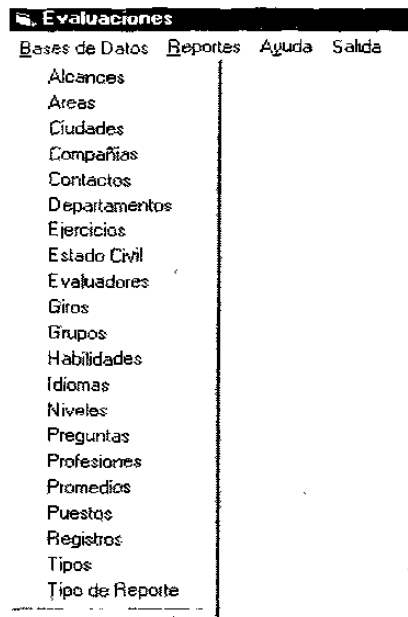 Evaluaciones
Bases de Datos Reportes Ayuda Salida
Alcances
Areas
Ciudades
Compañias
Contactos
Departamentos
Ejercicios
Estado Civil
Evaluadores
Giros
Grupos
Habilidades
Idiomas
Niveles
Preguntas
Profesiones
Promedios
Puestos
Registros
Tipos
Tipo de Reporte